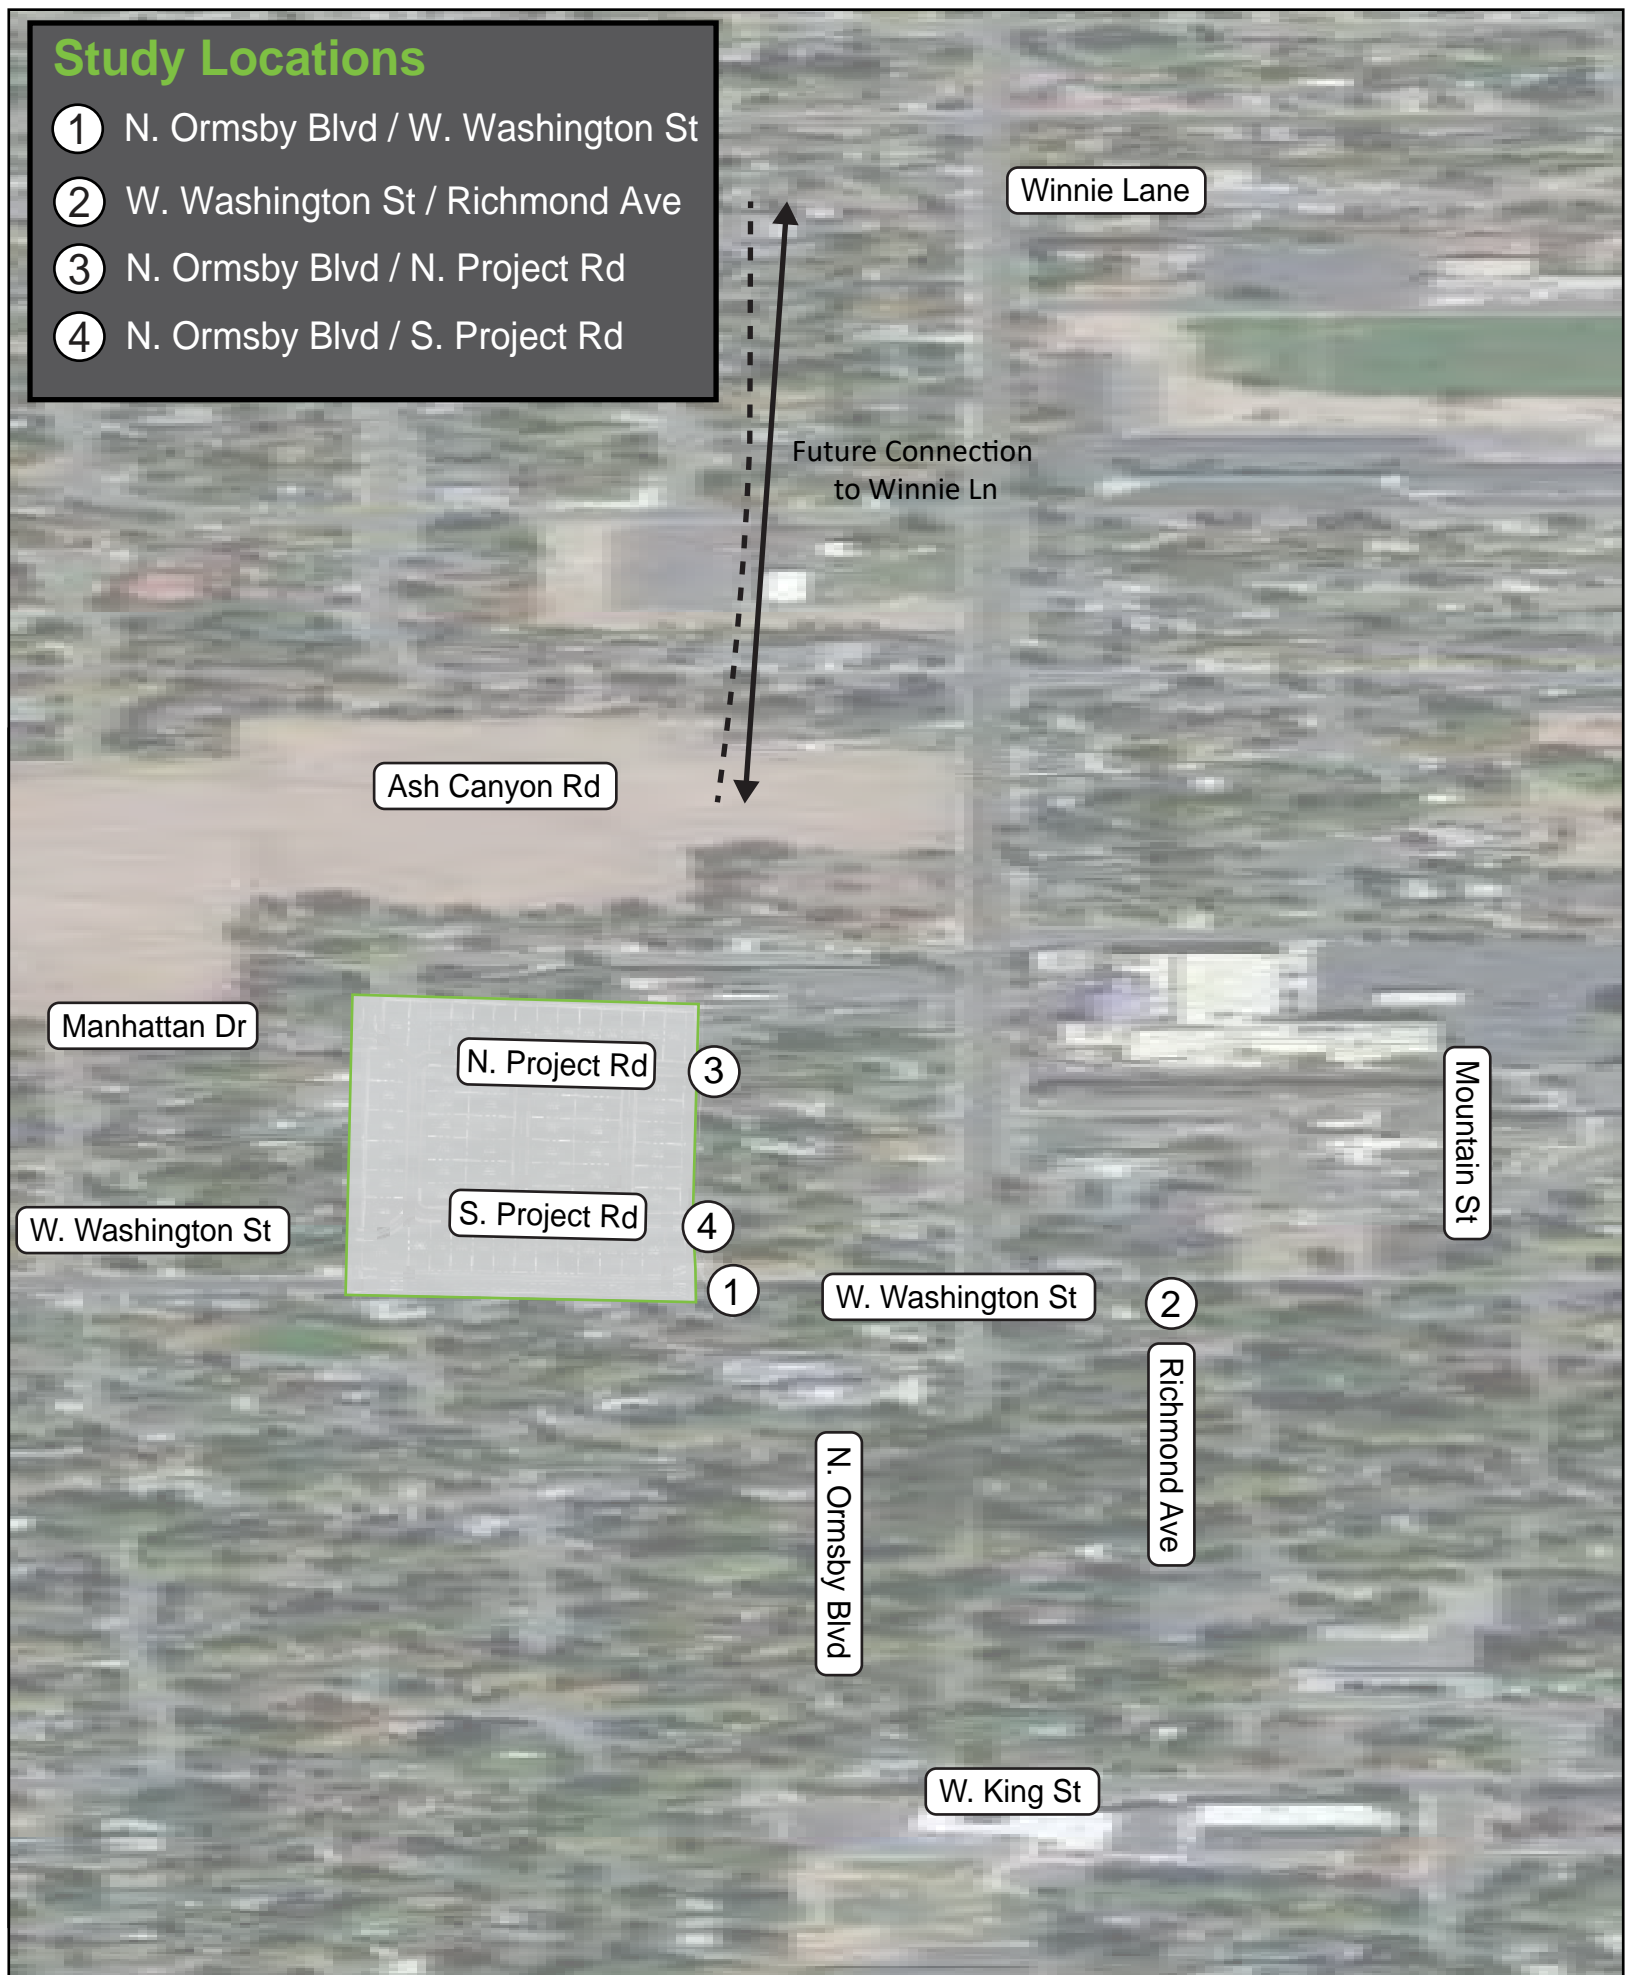 Study Locations
1 N. Ormsby Blvd / W. Washington St
2 W. Washington St / Richmond Ave
3 N. Ormsby Blvd / N. Project Rd
4 N. Ormsby Blvd / S. Project Rd
Winnie Lane
Future Connection
to Winnie Ln
Ash Canyon Rd
Manhattan Dr
N. Project Rd
3
Mountain St
S. Project Rd
4
W. Washington St
1
W. Washington St
2
Richmond Ave
N. Ormsby Blvd
W. King St